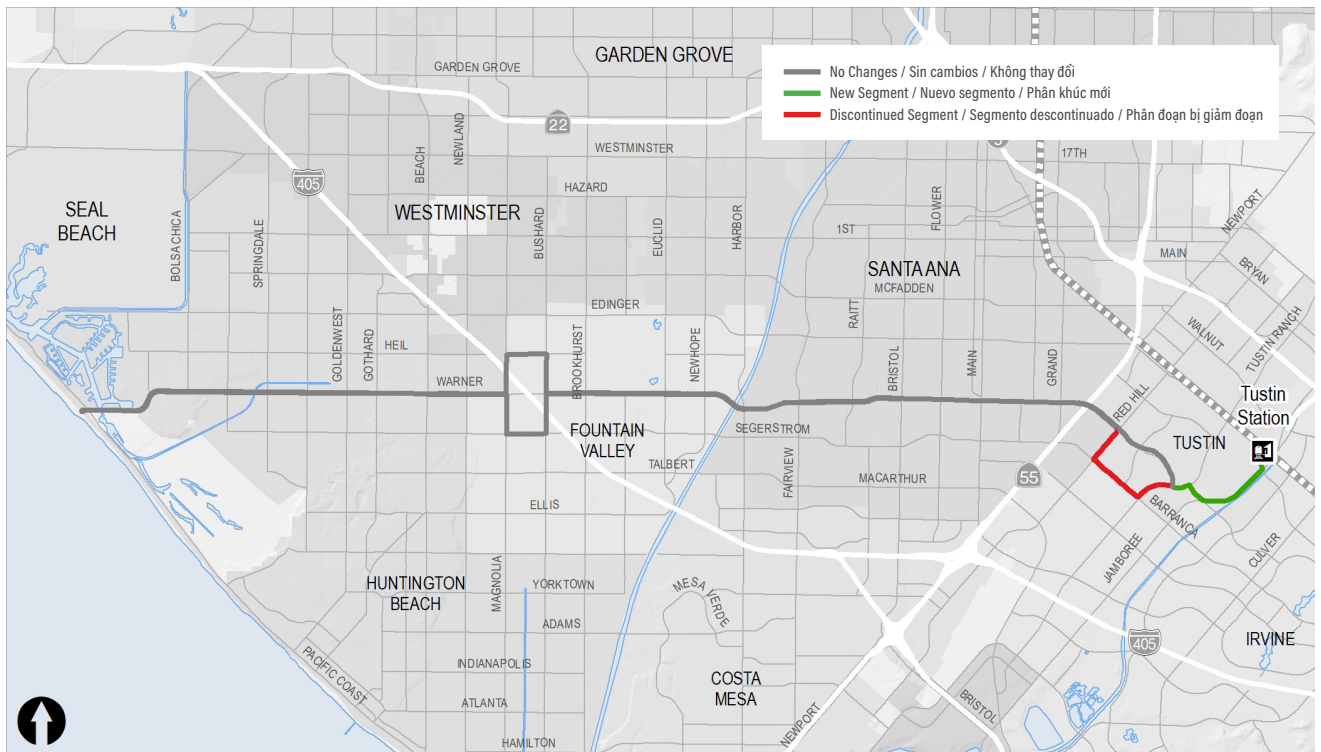 GARDEN GROVE
GARDEN GROVE
No Changes / Sin cambios / Không thay đổi
New Segment / Nuevo segmento / Phân khúc mới
Discontinued Segment / Segmento descontinuado / Phân đoạn bị giảm đoạn
22
5
WESTMINSTER
17TH
BEACH
NEWLAND
405
HAZARD
SEAL
BEACH
WESTMINSTER
BOLSA CHICA
SPRINGDALE
BUSHARD
EUCLID
HARBOR
FLOWER
1ST
NEWPORT
MAIN
BRYAN
SANTA ANA
MCFADDEN
EDINGER
RAITT
WALNUT
TUSTIN RANCH
GOLDENWEST
GOTHARD
HEIL
BROOKHURST
NEWHOPE
BRISTOL
MAIN
GRAND
WARNER
RED HILL
Tustin
Station
FOUNTAIN
VALLEY
SEGERSTROM
TUSTIN
TALBERT
FAIRVIEW
MACARTHUR
55
ELLIS
BARRANCA
JAMBOREE
CULVER
HUNTINGTON
BEACH
MAGNOLIA
YORKTOWN
MESA VERDE
ADAMS
405
IRVINE
INDIANAPOLIS
PACIFIC COAST
COSTA
MESA
ATLANTA
NEWPORT
BRISTOL
HAMILTON